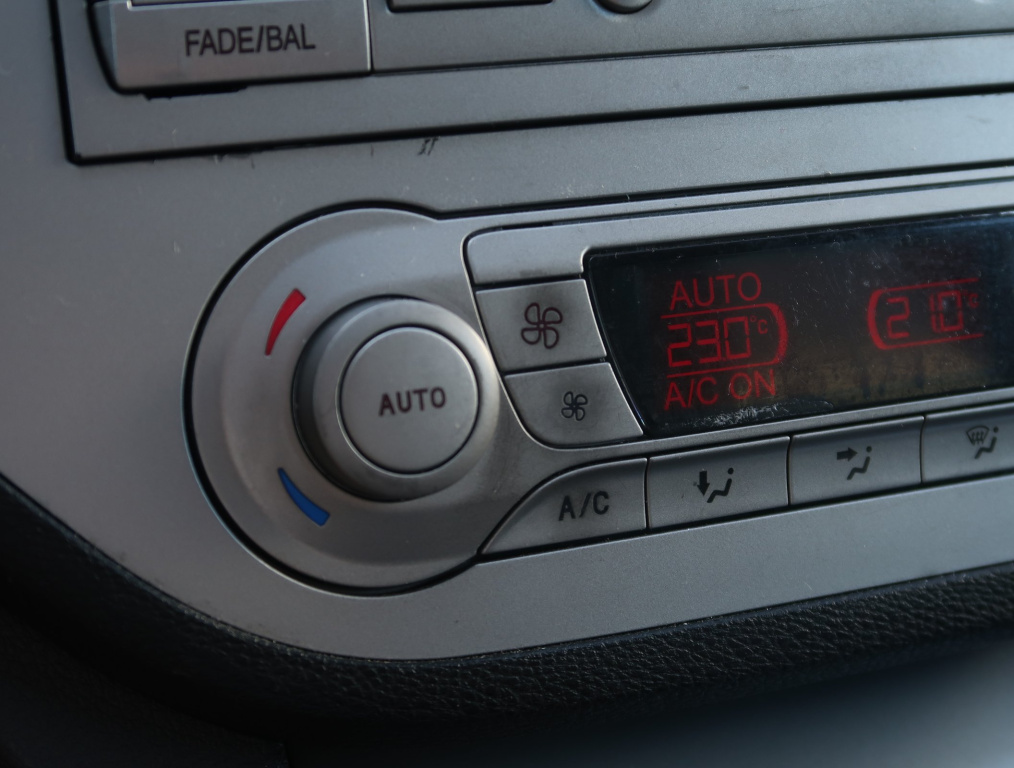 FADE/BAL
AUTO
AUTO
23.0°C
21.0°C
A/C ON
A/C